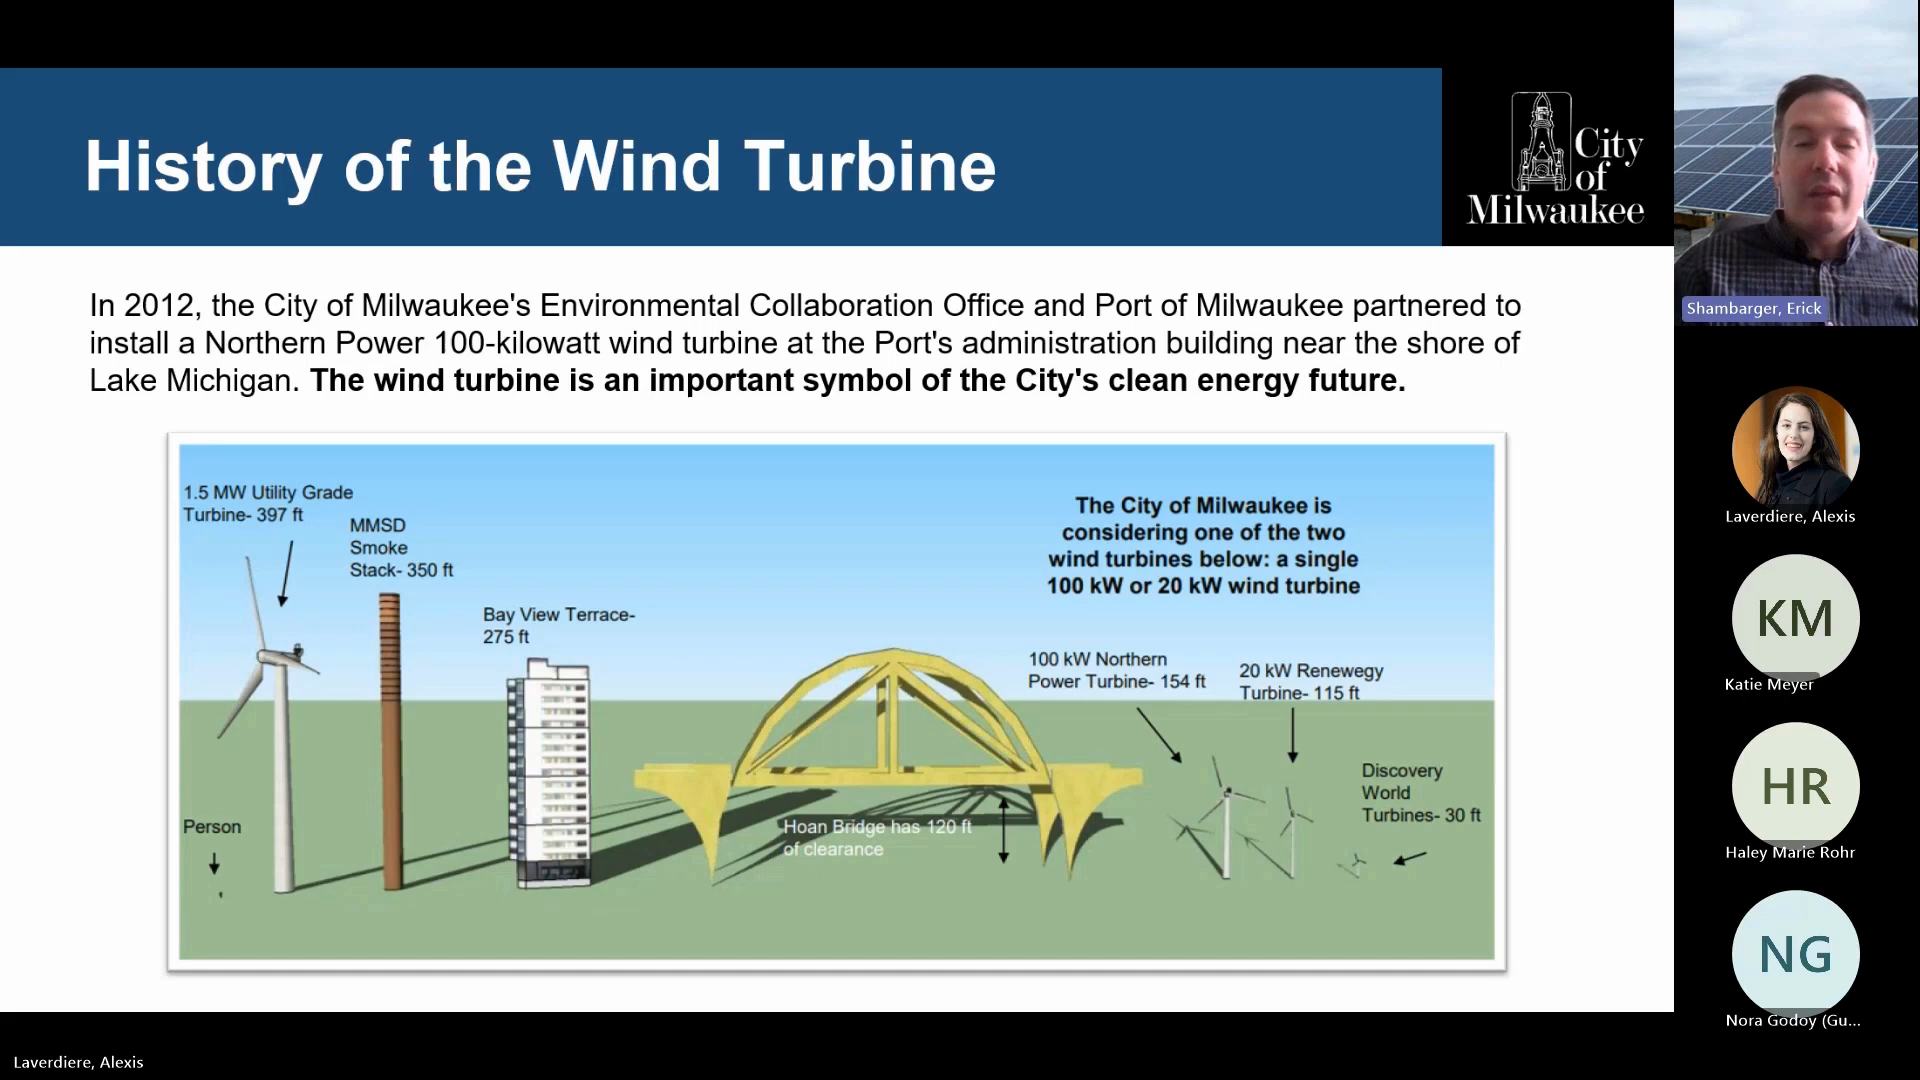 History of the Wind Turbine
City
of
Milwaukee
In 2012, the City of Milwaukee's Environmental Collaboration Office and Port of Milwaukee partnered to
install a Northern Power 100-kilowatt wind turbine at the Port's administration building near the shore of
Lake Michigan. The wind turbine is an important symbol of the City's clean energy future.
1.5 MW Utility Grade
Turbine- 397 ft
MMSD
Smoke
Stack- 350 ft
Bay View Terrace-
275 ft
The City of Milwaukee is
considering one of the two
wind turbines below: a single
100 kW or 20 kW wind turbine
100 kW Northern
Power Turbine- 154 ft
20 kW Renewegy
Turbine- 115 ft
Discovery
World
Turbines- 30 ft
Person
Hoan Bridge has 120 ft
of clearance
Shambarger, Erick
Laverdiere, Alexis
KM
Katie Meyer
HR
Haley Marie Rohr
NG
Nora Godoy (Gu...
Laverdiere, Alexis